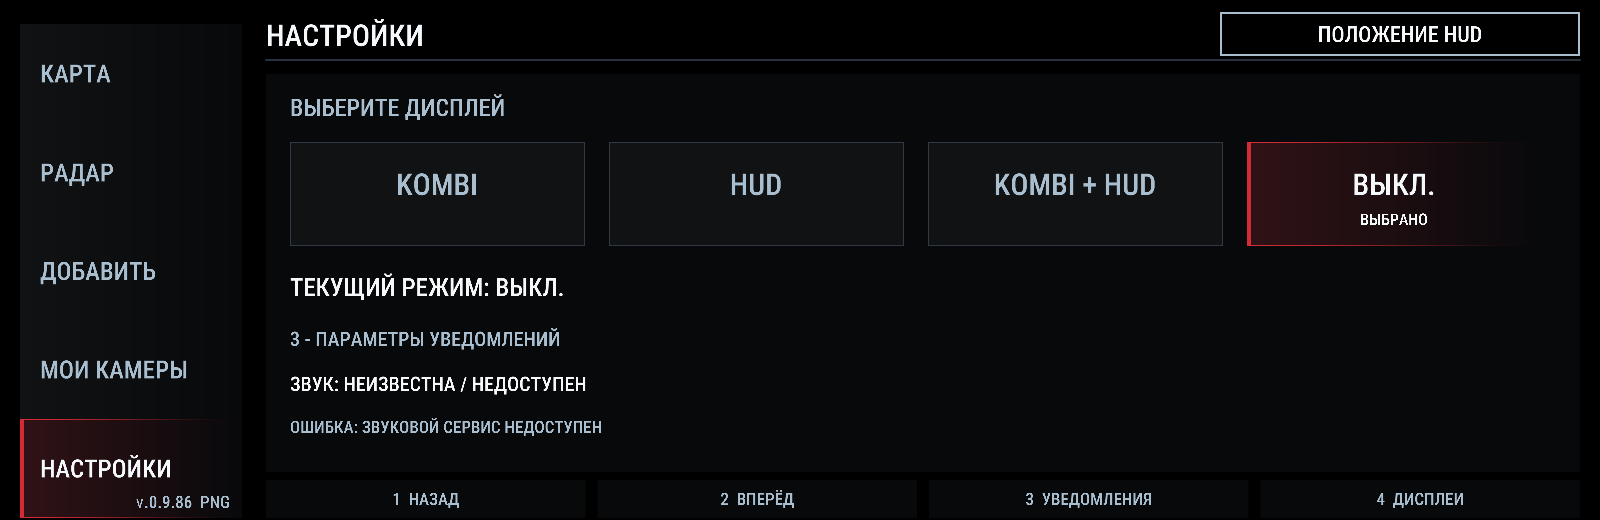 КАРТА
РАДАР
ДОБАВИТЬ
МОИ КАМЕРЫ
НАСТРОЙКИ
v.0.9.86 PNG
НАСТРОЙКИ
ПОЛОЖЕНИЕ HUD
ВЫБЕРИТЕ ДИСПЛЕЙ
KOMBI
HUD
KOMBI + HUD
ВЫКЛ.
ВЫБРАНО
ТЕКУЩИЙ РЕЖИМ: ВЫКЛ.
3 - ПАРАМЕТРЫ УВЕДОМЛЕНИЙ
ЗВУК: НЕИЗВЕСТНА / НЕДОСТУПЕН
ОШИБКА: ЗВУКОВОЙ СЕРВИС НЕДОСТУПЕН
1 НАЗАД
2 ВПЕРЁД
3 УВЕДОМЛЕНИЯ
4 ДИСПЛЕИ